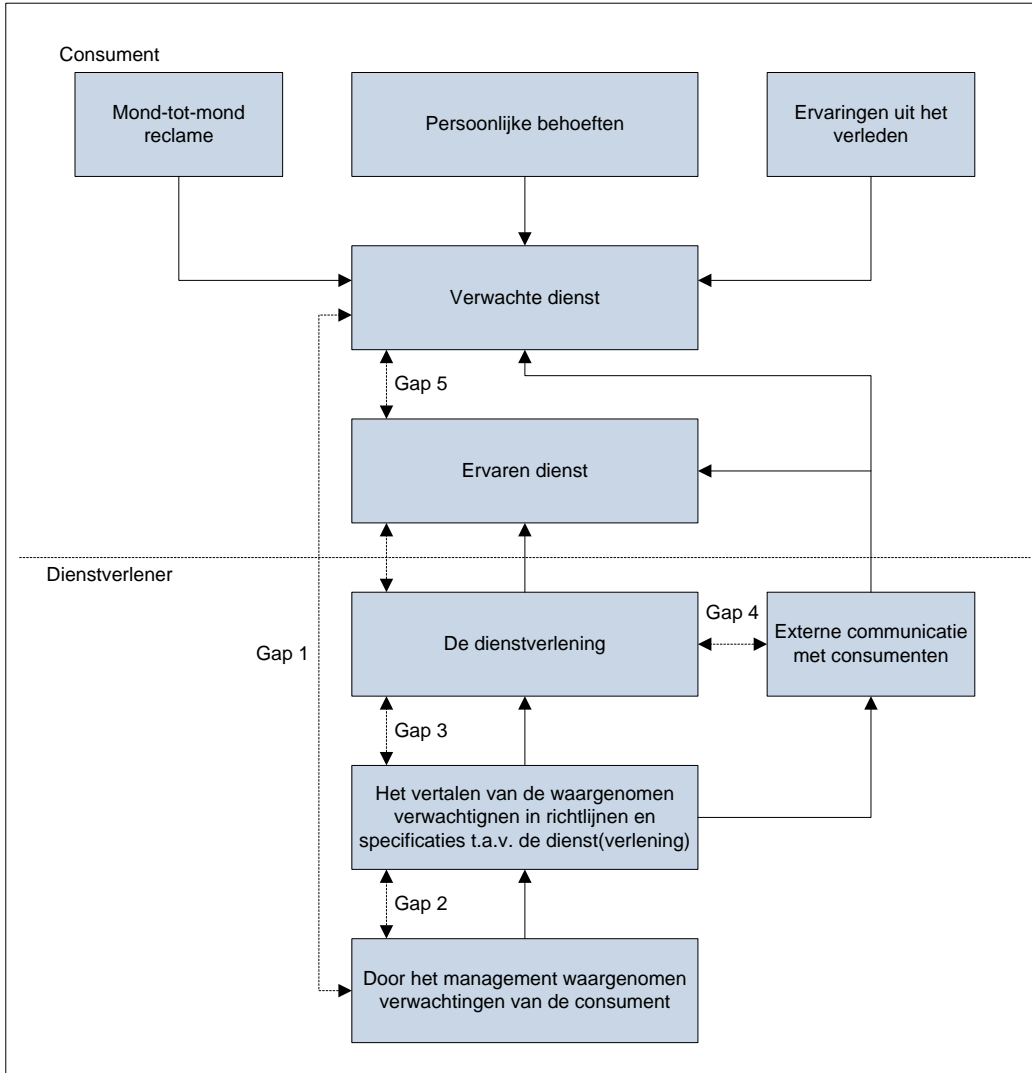 Consument
Mond-tot-mond
reclame
Persoonlijke behoeften
Ervaringen uit het
verleden
Verwachte dienst
Gap 5
Ervaren dienst
Dienstverlener
De dienstverlening
Gap 4
Externe communicatie
met consumenten
Gap 1
Gap 3
Het vertalen van de waargenomen
verwachtignen in richtlijnen en
specificaties t.a.v. de dienst(verlening)
Gap 2
Door het management waargenomen
verwachtingen van de consument